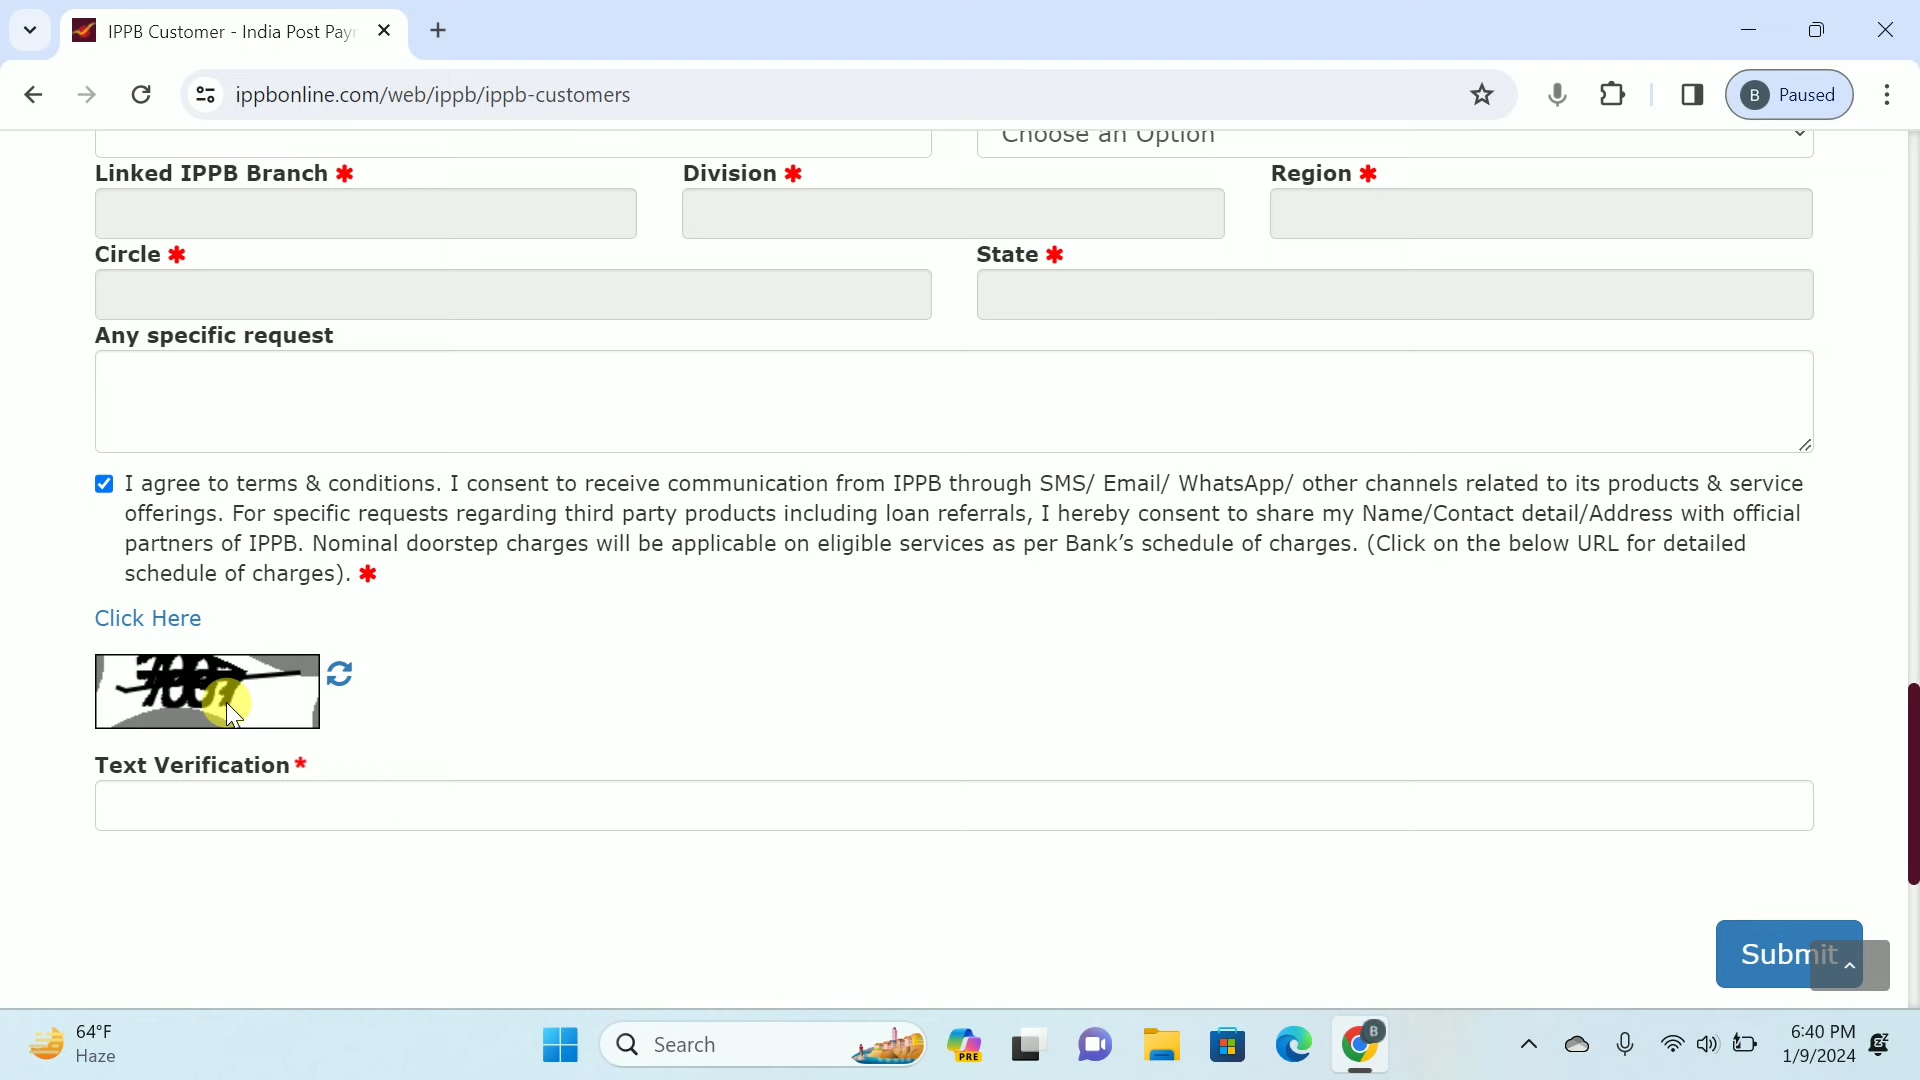 IPPB Customer - India Post Payr
ippbonline.com/web/ippb/ippb-customers
B Paused
Choose an Option
Linked IPPB Branch *
Division *
Region *
Circle *
State *
Any specific request
I agree to terms & conditions. I consent to receive communication from IPPB through SMS/ Email/ WhatsApp/ other channels related to its products & service
offerings. For specific requests regarding third party products including loan referrals, I hereby consent to share my Name/Contact detail/Address with official
partners of IPPB. Nominal doorstep charges will be applicable on eligible services as per Bank’s schedule of charges. (Click on the below URL for detailed
schedule of charges). *
Click Here
Text Verification*
Submit
64°F
Haze
Search
PRE
B
6:40 PM
1/9/2024